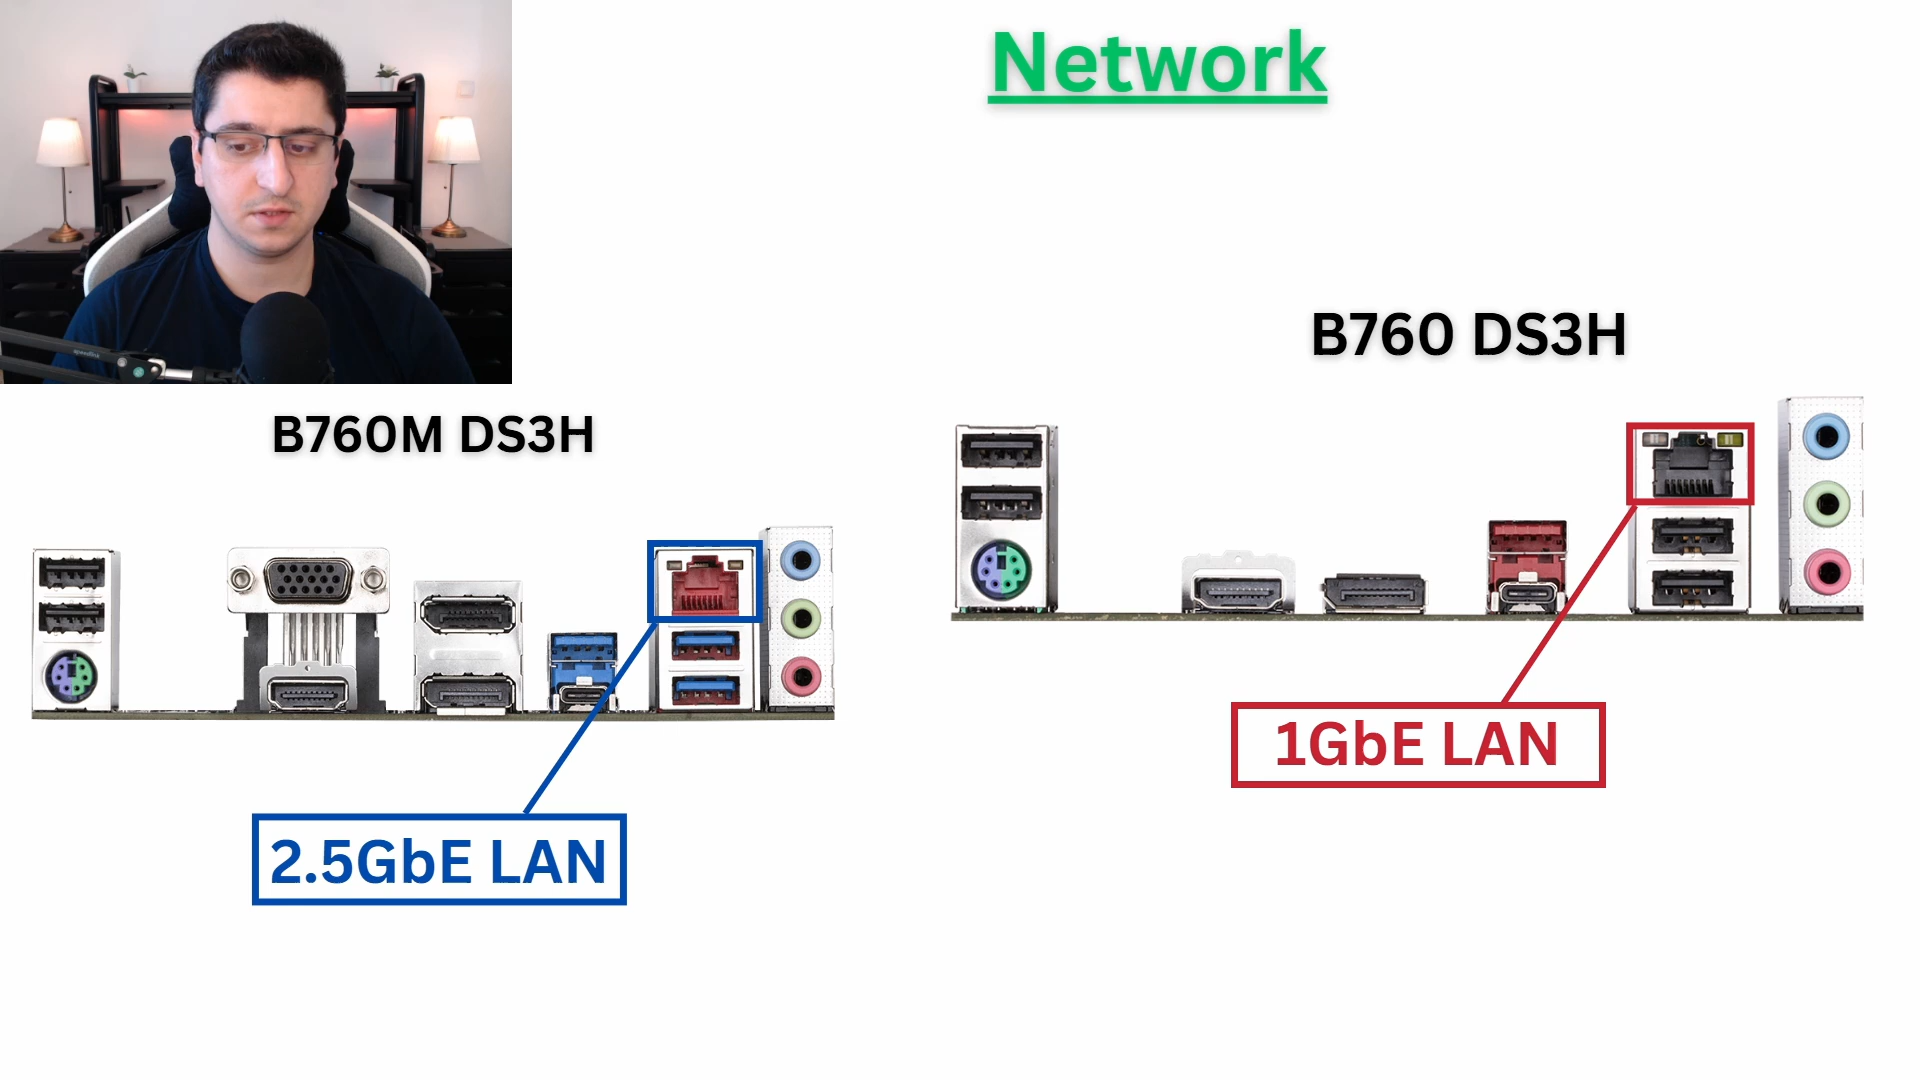 Network
B760M DS3H
B760 DS3H
2.5GbE LAN
1GbE LAN